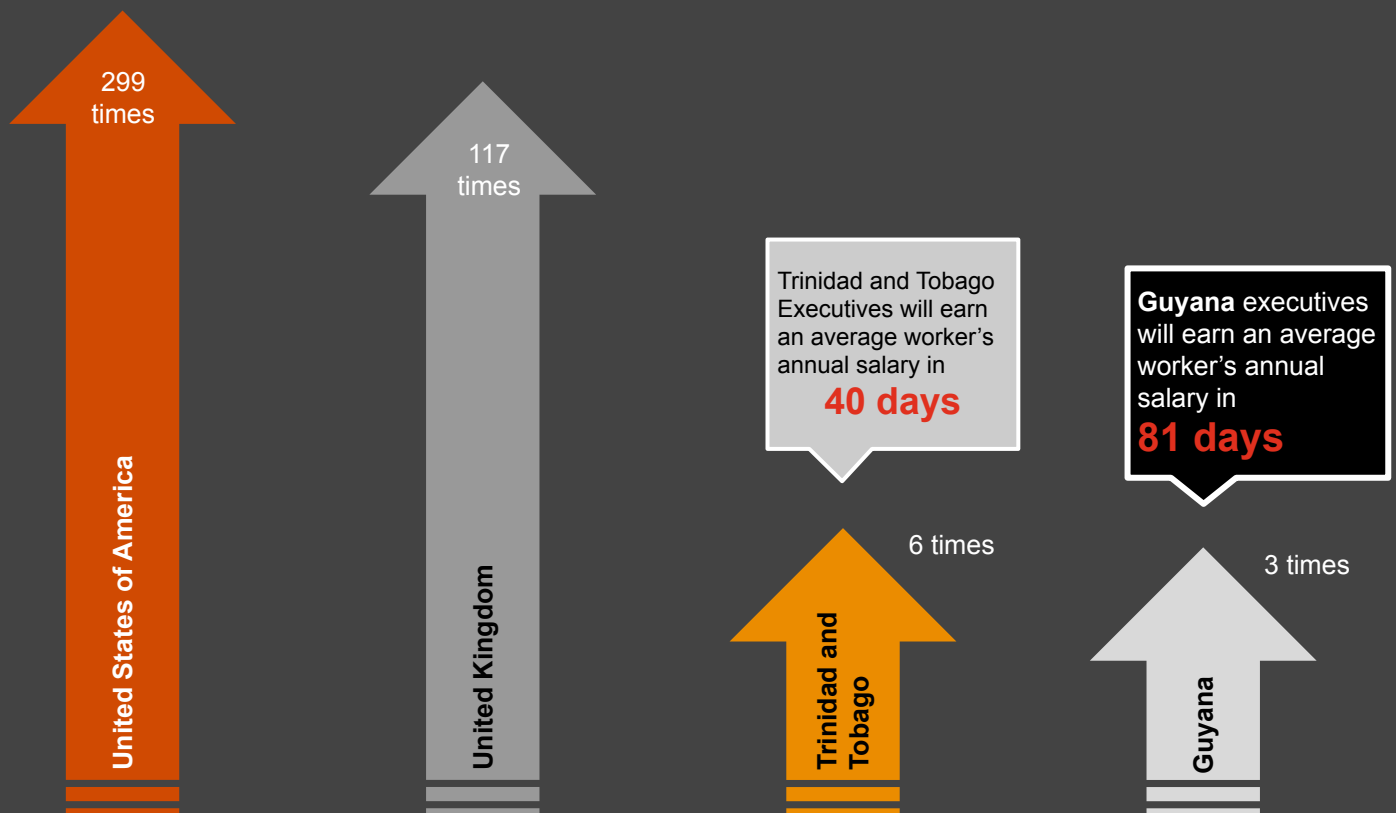 299
times
United States of America
117
times
United Kingdom
Trinidad and Tobago
Executives will earn
an average worker’s
annual salary in
40 days
6 times
Trinidad and
Tobago
Guyana executives
will earn an average
worker’s annual
salary in
81 days
3 times
Guyana